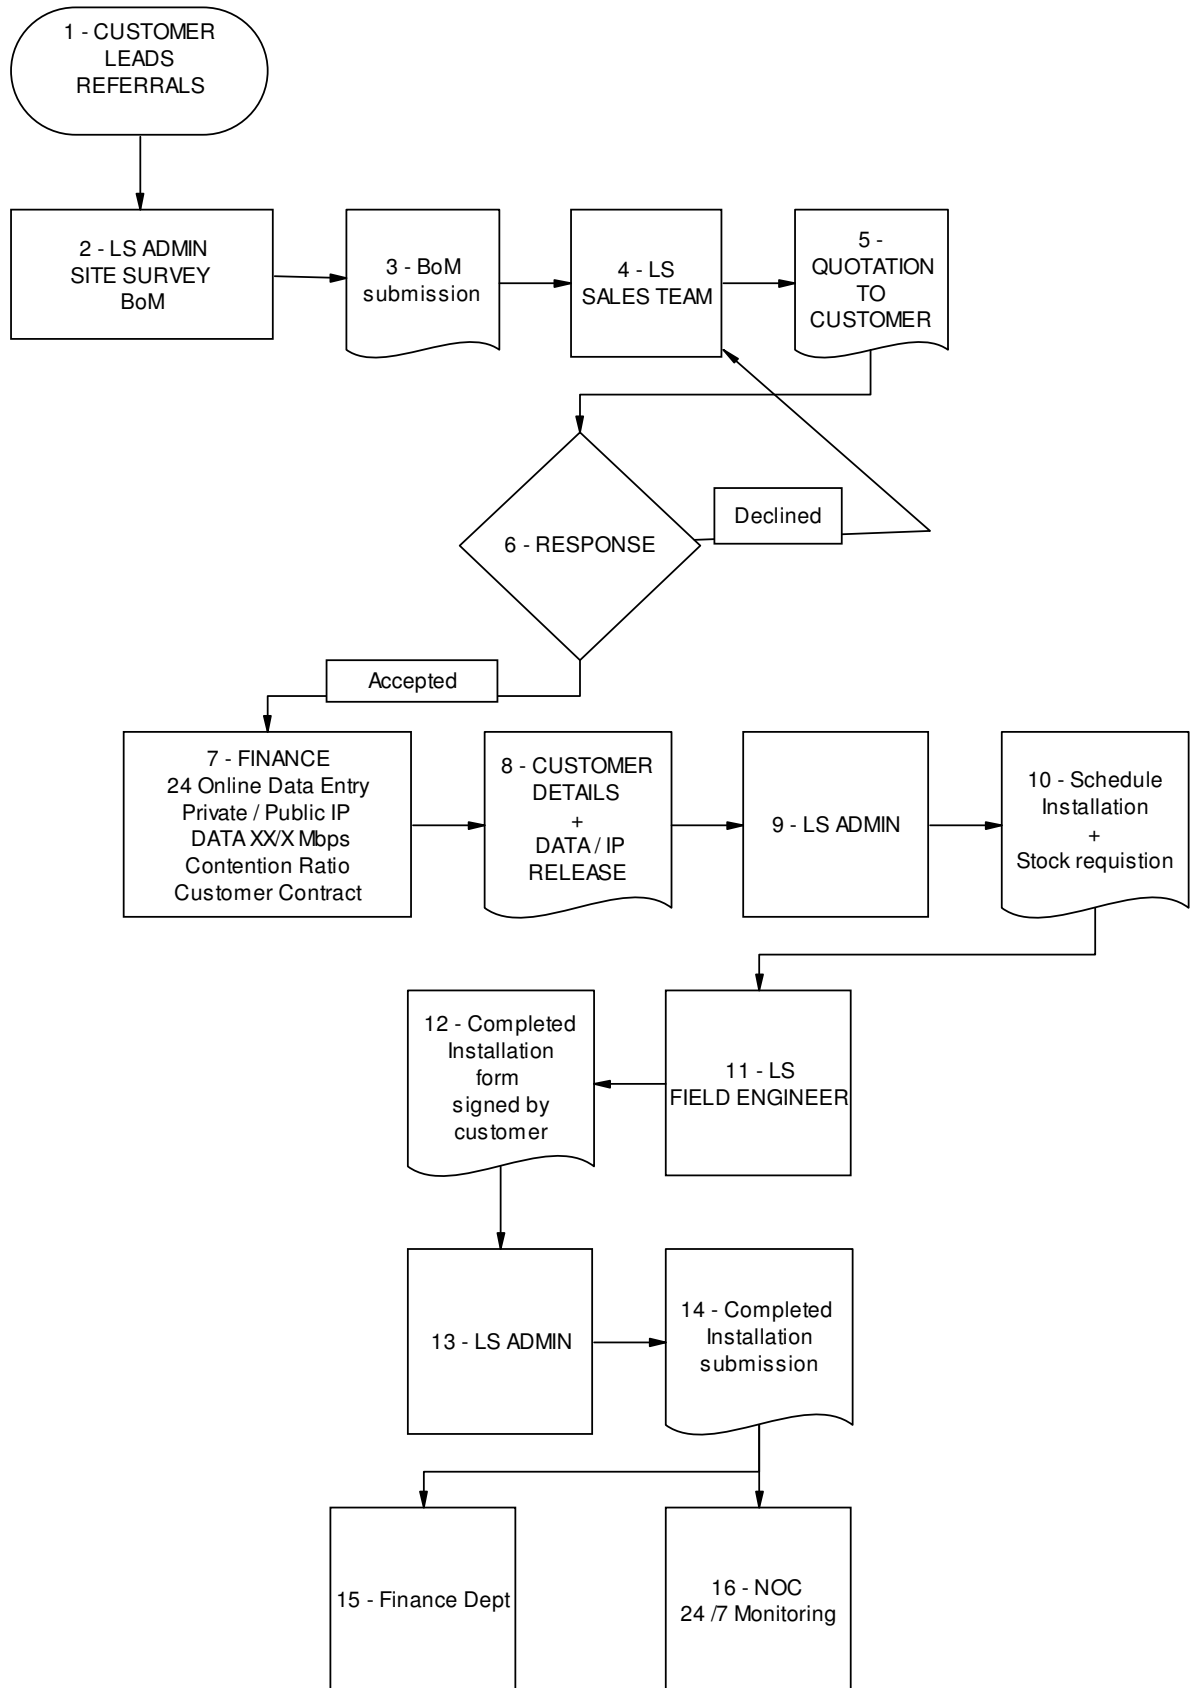 1 - CUSTOMER
LEADS
REFERRALS
2 - LS ADMIN
SITE SURVEY
BoM
3 - BoM
submission
4 - LS
SALES TEAM
5 -
QUOTATION
TO
CUSTOMER
6 - RESPONSE
Declined
Accepted
7 - FINANCE
24 Online Data Entry
Private / Public IP
DATA XX/X Mbps
Contention Ratio
Customer Contract
8 - CUSTOMER
DETAILS
+
DATA / IP
RELEASE
9 - LS ADMIN
10 - Schedule
Installation
+
Stock requistion
11 - LS
FIELD ENGINEER
12 - Completed
Installation
form
signed by
customer
13 - LS ADMIN
14 - Completed
Installation
submission
15 - Finance Dept
16 - NOC
24 /7 Monitoring